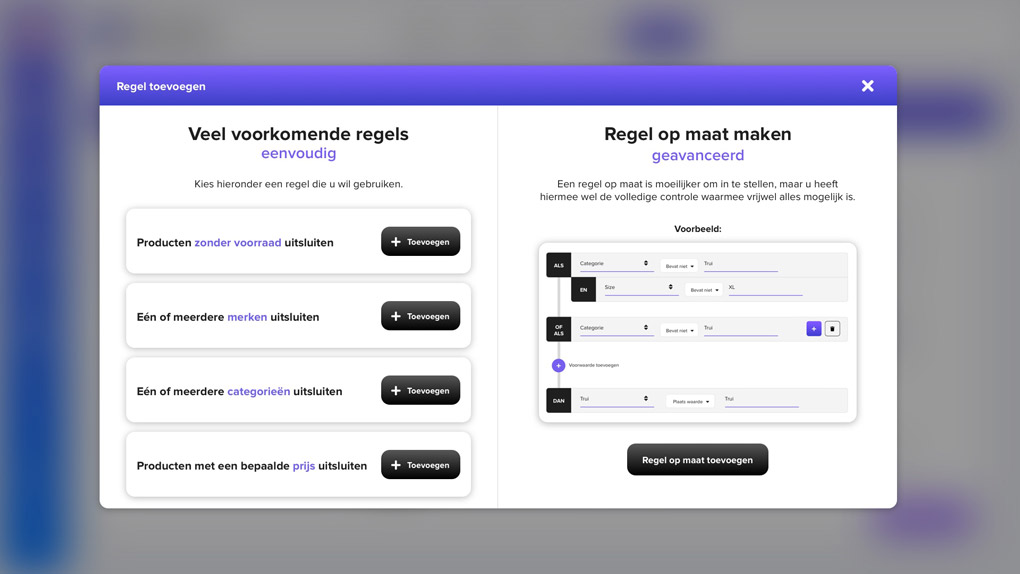 Regel toevoegen
Veel voorkomende regels
eenvoudig
Kies hieronder een regel die u wil gebruiken.
Producten zonder voorraad uitsluiten
Toevoegen
Eén of meerdere merken uitsluiten
Toevoegen
Eén of meerdere categorieën uitsluiten
Toevoegen
Producten met een bepaalde prijs uitsluiten
Toevoegen
Regel op maat maken
geavanceerd
Een regel op maat is moeilijker om in te stellen, maar u heeft
hiermee wel de volledige controle waarmee vrijwel alles mogelijk is.
Voorbeeld:
ALS Categorie Bevat niet Trui
EN Size Bevat niet XL
OF
ALS Categorie Bevat niet Trui
Voorwaarde toevoegen
DAN Trui Plaats waarde Trui
Regel op maat toevoegen